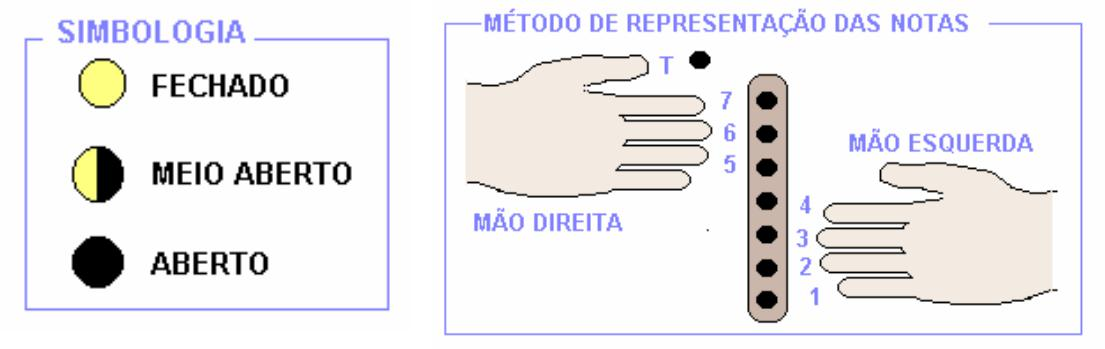 SIMBOLOGIA
FECHADO
MEIO ABERTO
ABERTO
MÉTODO DE REPRESENTAÇÃO DAS NOTAS
T
7
6
5
MÃO ESQUERDA
4
3
2
1
MÃO DIREITA